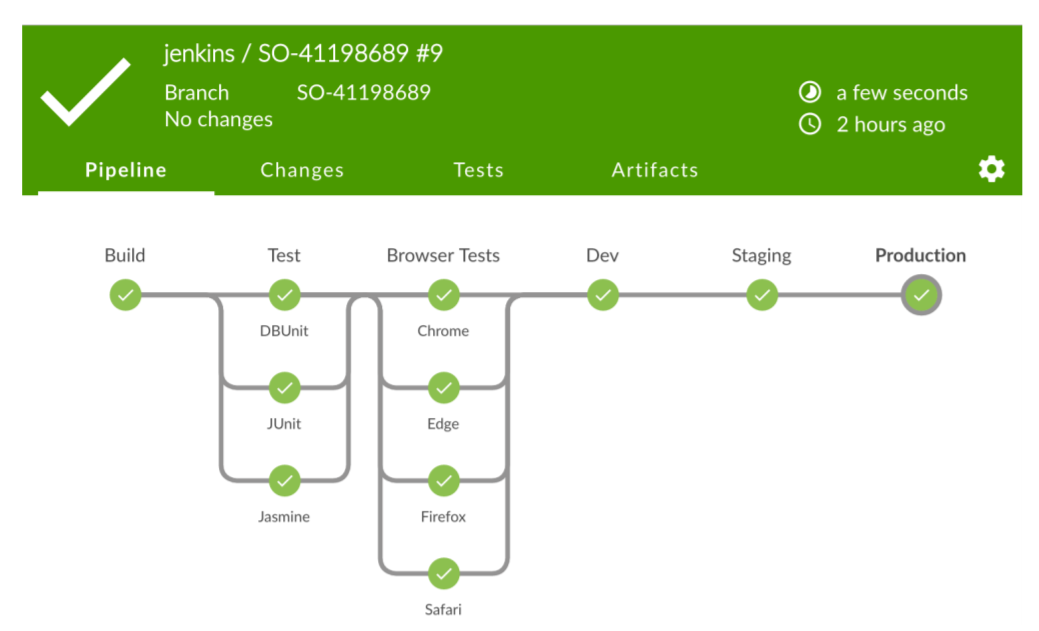 jenkins / SO-41198689 #9
Branch SO-41198689
No changes
a few seconds
2 hours ago
Pipeline Changes Tests Artifacts
Build Test Browser Tests Dev Staging Production
DBUnit Chrome
JUnit Edge
Jasmine Firefox
Safari